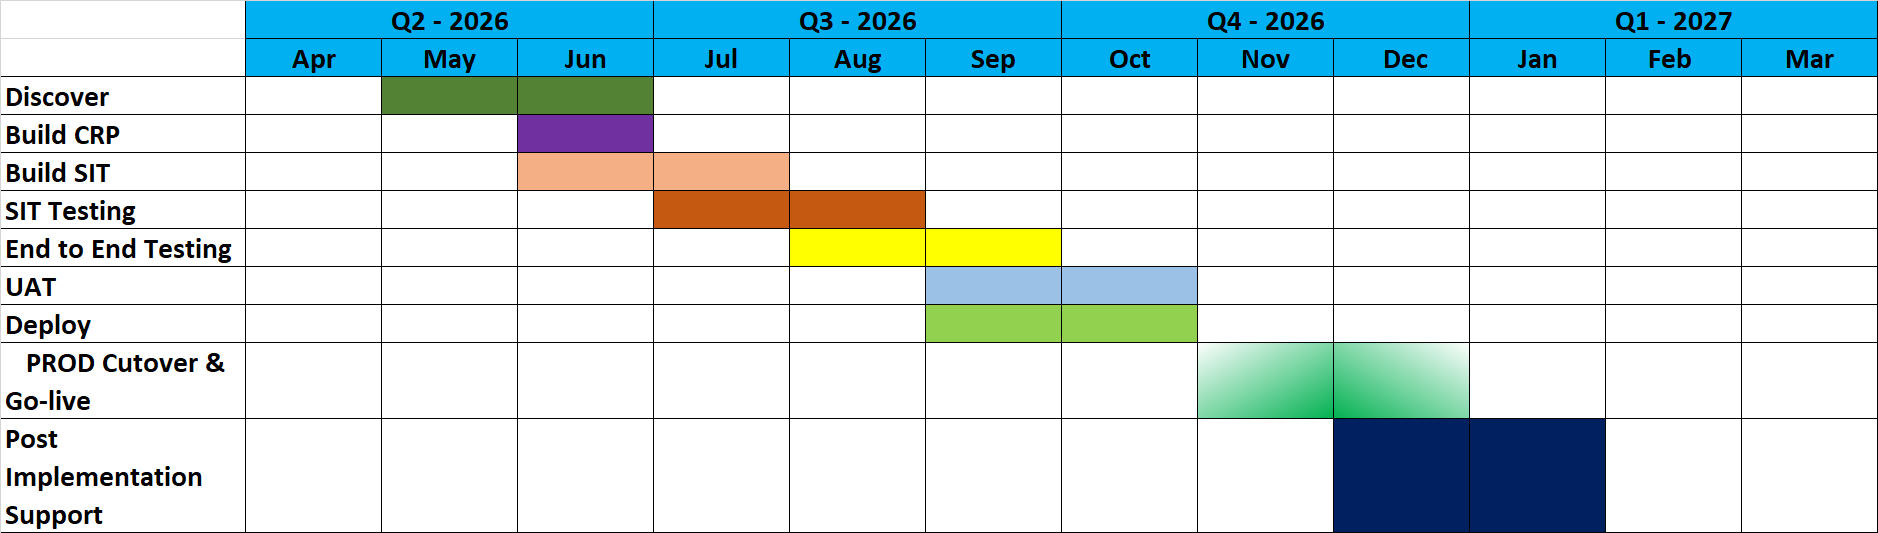 Q2 - 2026 Q3 - 2026 Q4 - 2026 Q1 - 2027
Apr May Jun Jul Aug Sep Oct Nov Dec Jan Feb Mar
Discover
Build CRP
Build SIT
SIT Testing
End to End Testing
UAT
Deploy
PROD Cutover &
Go-live
Post
Implementation
Support